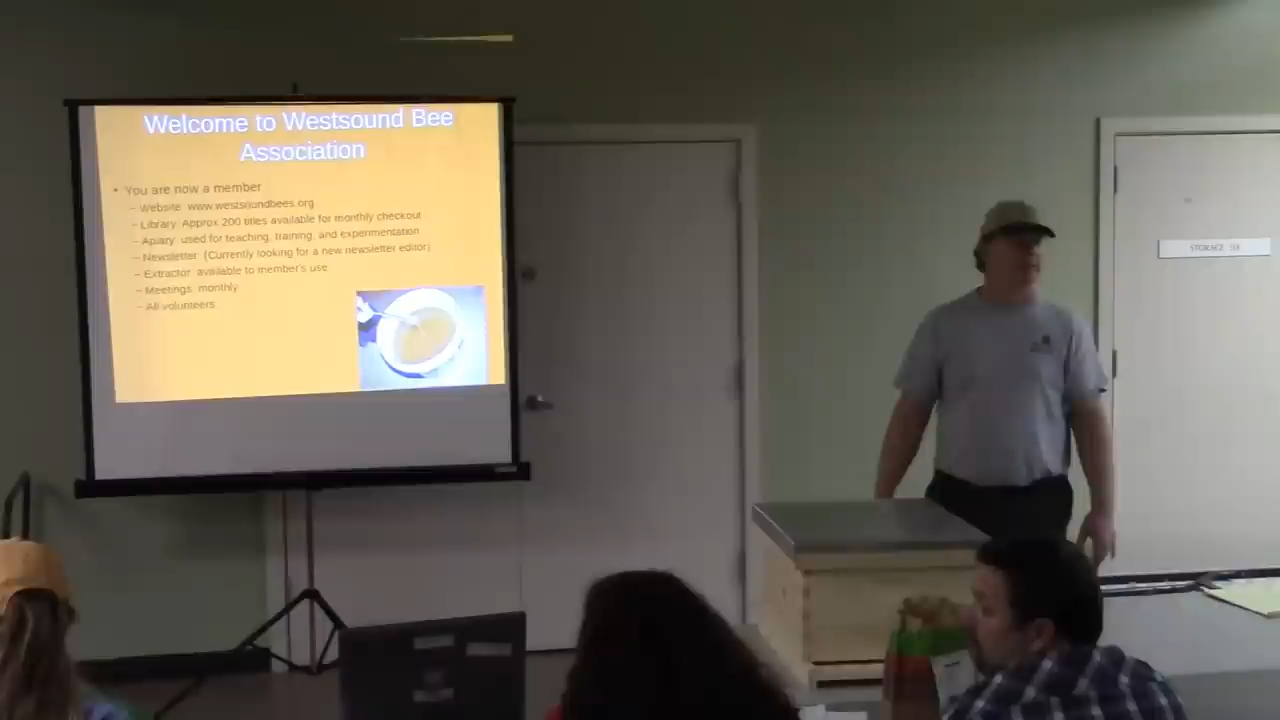 Welcome to Westsound Bee
Association
• You are now a member
– Website: www.westsoundbees.org
– Library: Approx 200 titles available for monthly checkout
– Apiary: used for teaching, training, and experimentation
– Newsletter: (Currently looking for a new newsletter editor)
– Extractor: available to member's use
– Meetings: monthly
– All volunteers
STORAGE